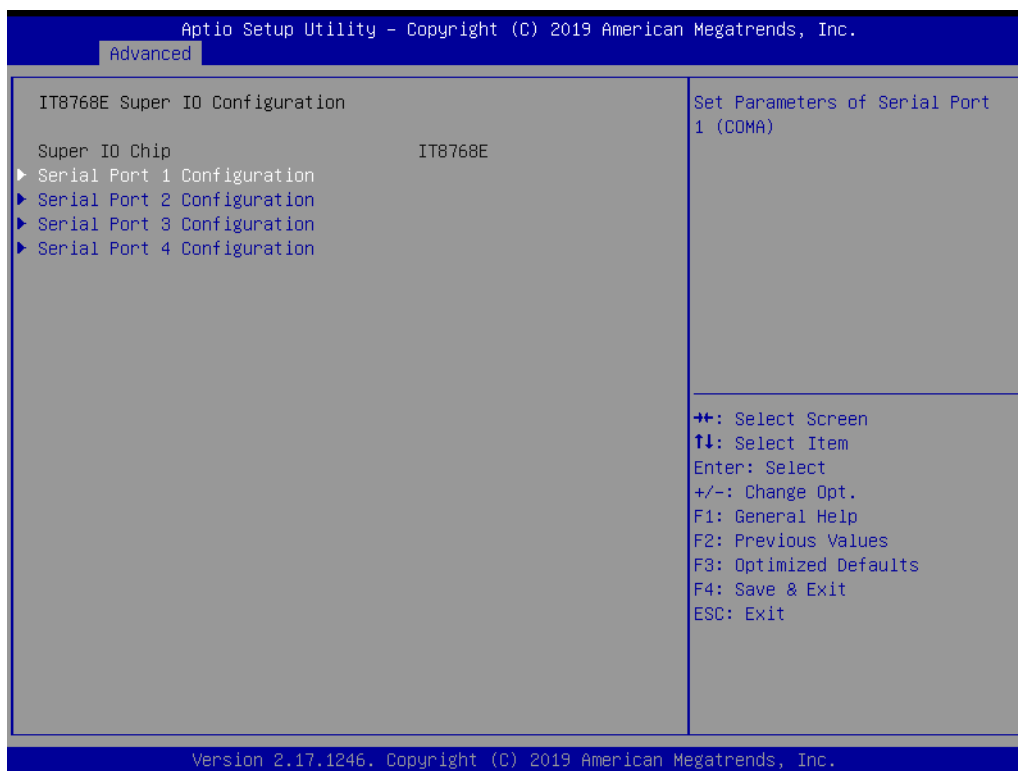 Aptio Setup Utility – Copyright (C) 2019 American Megatrends, Inc.
Advanced
IT8768E Super IO Configuration
Super IO Chip IT8768E
▶ Serial Port 1 Configuration
▶ Serial Port 2 Configuration
▶ Serial Port 3 Configuration
▶ Serial Port 4 Configuration
Set Parameters of Serial Port
1 (COMA)
→←: Select Screen
↑↓: Select Item
Enter: Select
+/-: Change Opt.
F1: General Help
F2: Previous Values
F3: Optimized Defaults
F4: Save & Exit
ESC: Exit
Version 2.17.1246. Copyright (C) 2019 American Megatrends, Inc.